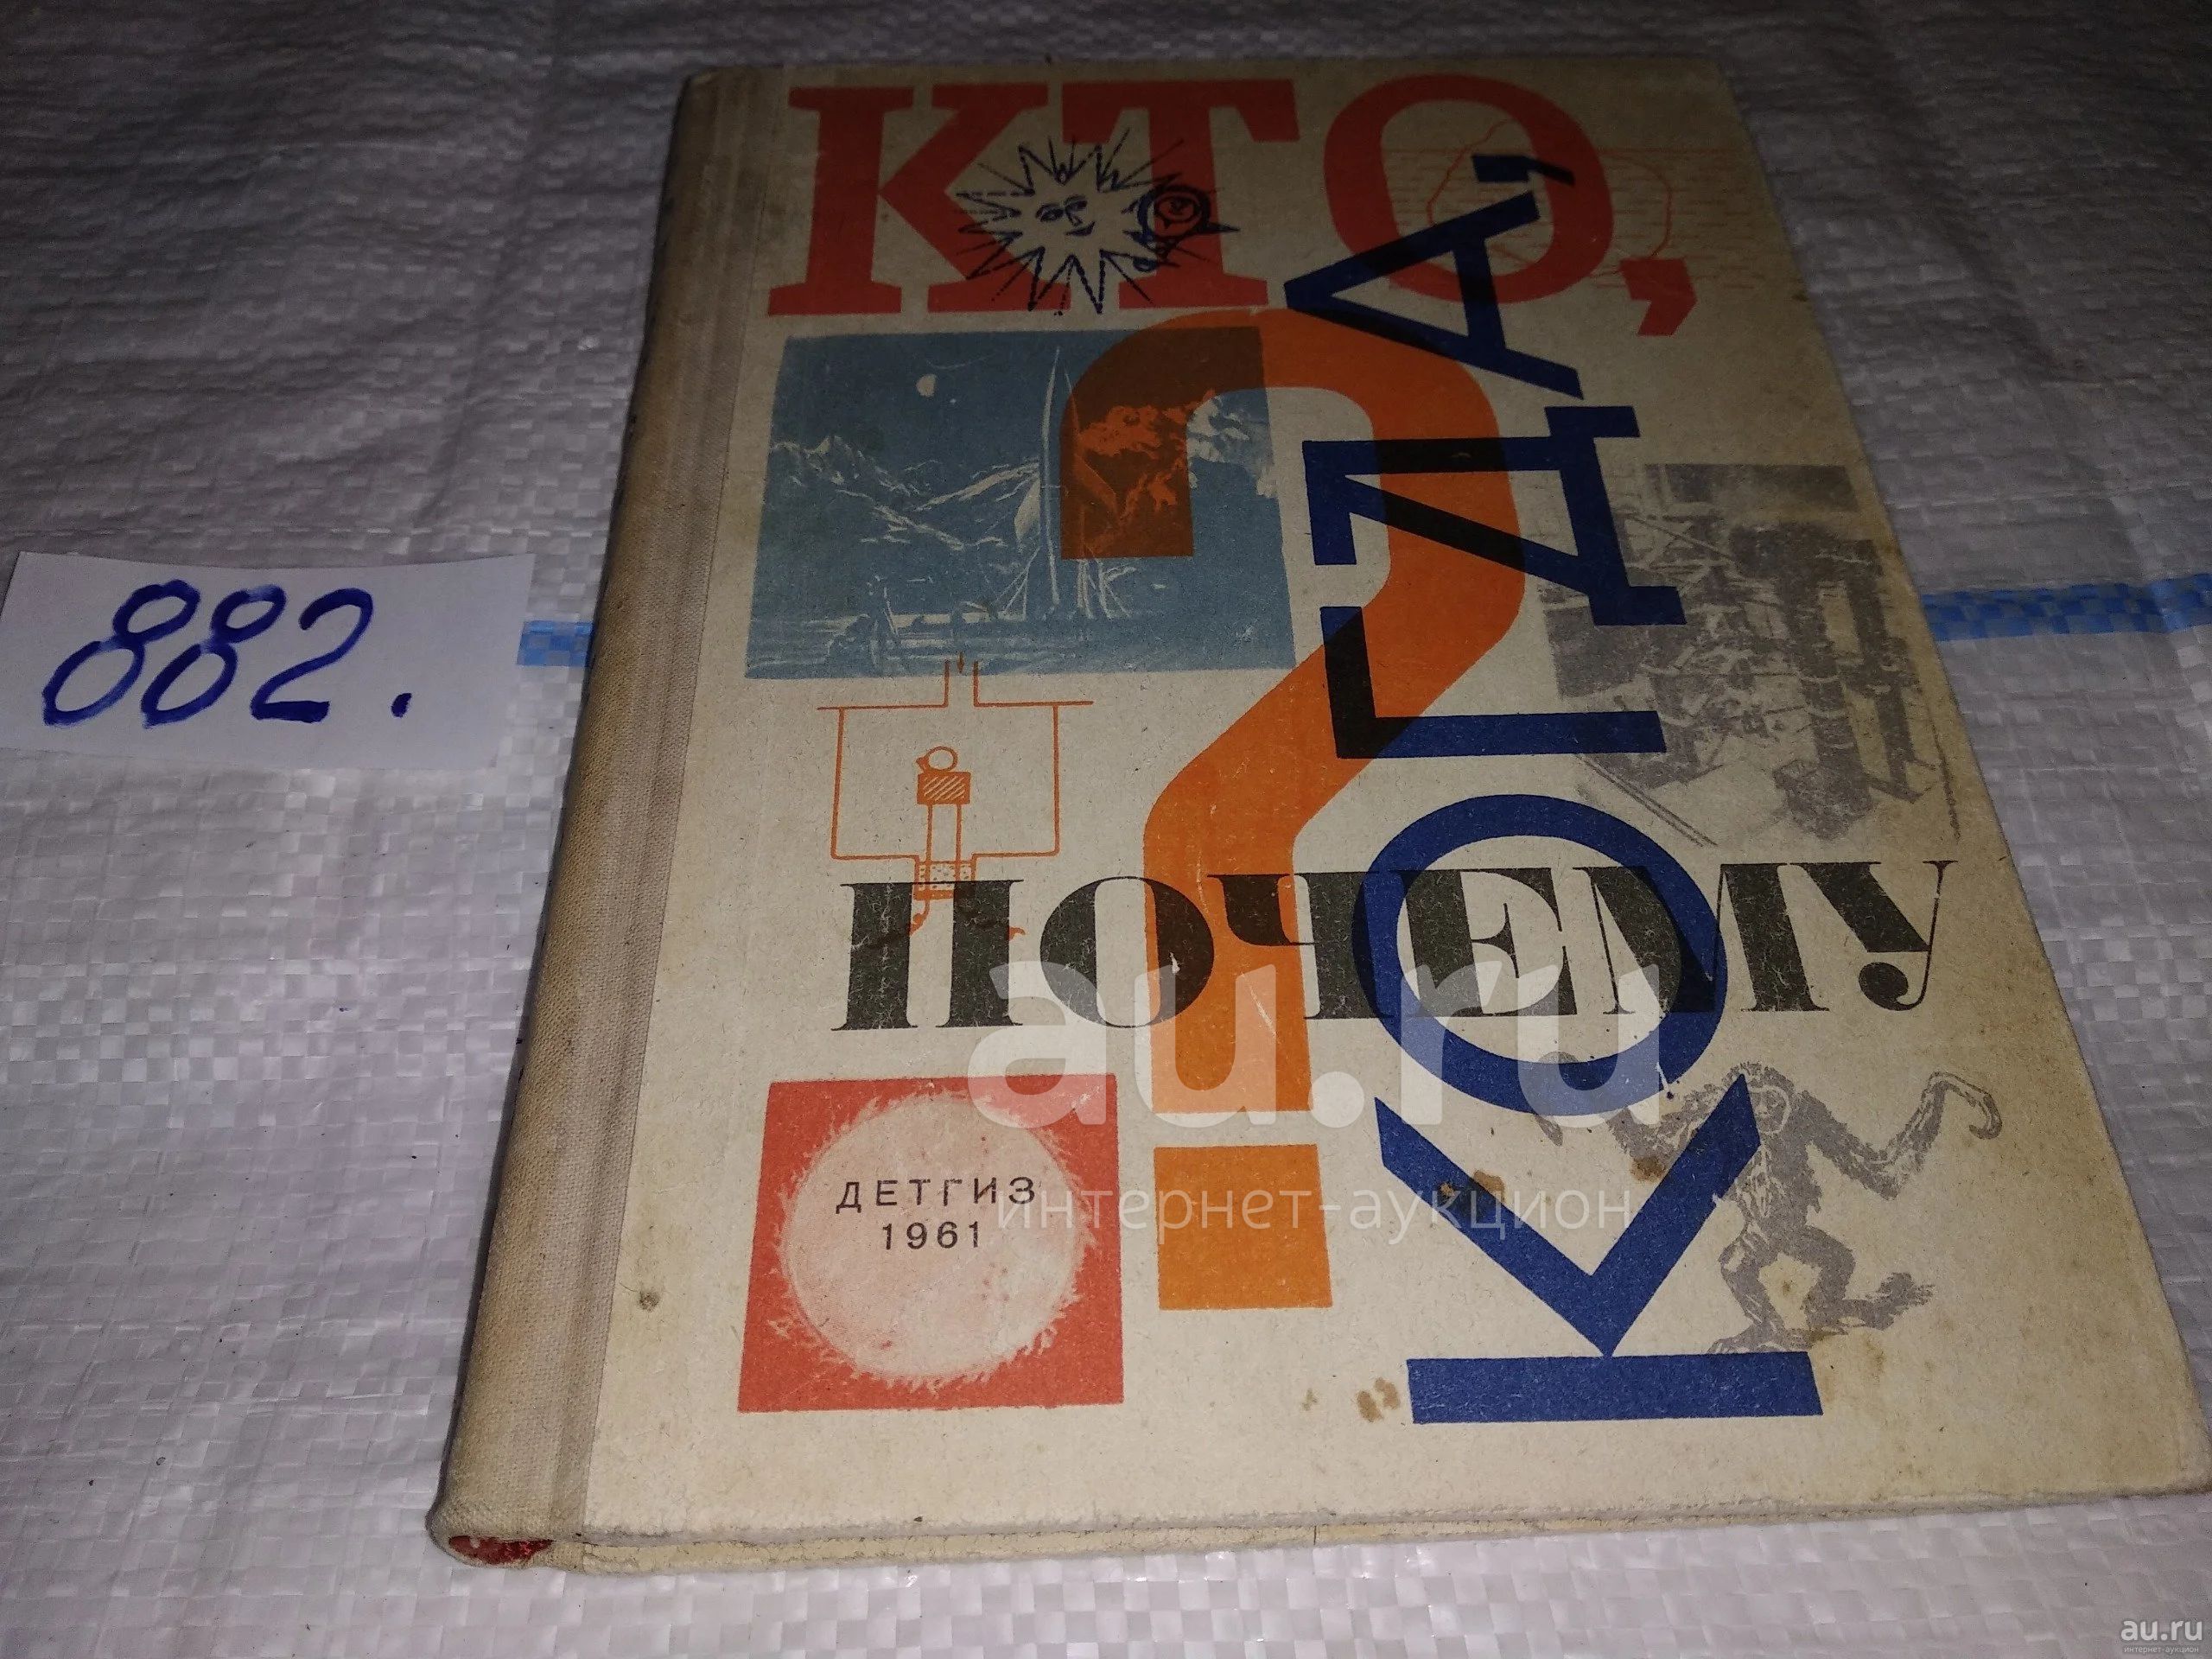 КТО,
КОГДА,
?
ПОЧЕМУ
ДЕТГИЗ
1961
882.
au.ru
интернет-аукцион
au.ru
интернет-аукцион